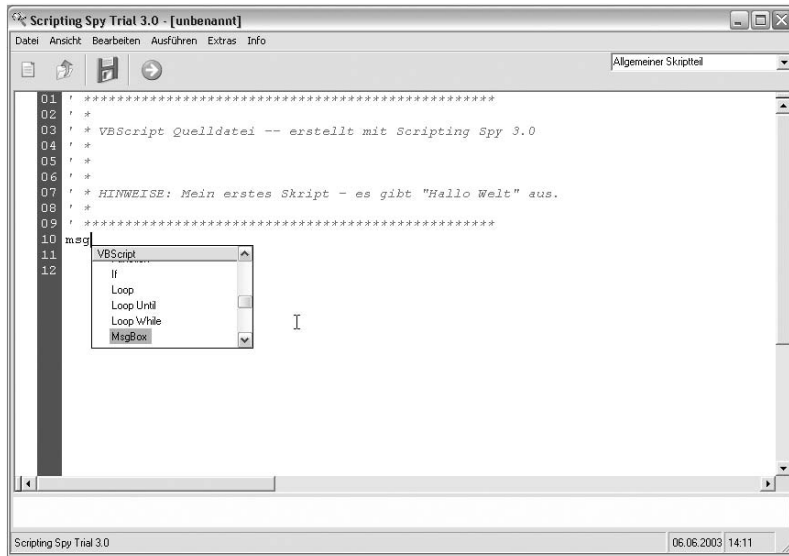 Scripting Spy Trial 3.0 - [unbenannt]
Datei Ansicht Bearbeiten Ausführen Extras Info
Allgemeiner Skriptteil
01 ' **************************************************
02 ' *
03 ' * VBScript Quelldatei -- erstellt mit Scripting Spy 3.0
04 ' *
05 ' *
06 ' *
07 ' * HINWEISE: Mein erstes Skript - es gibt "Hallo Welt" aus.
08 ' *
09 ' **************************************************
10 msg
11
12
VBScript
If
Loop
Loop Until
Loop While
MsgBox
Scripting Spy Trial 3.0
06.06.2003 14:11